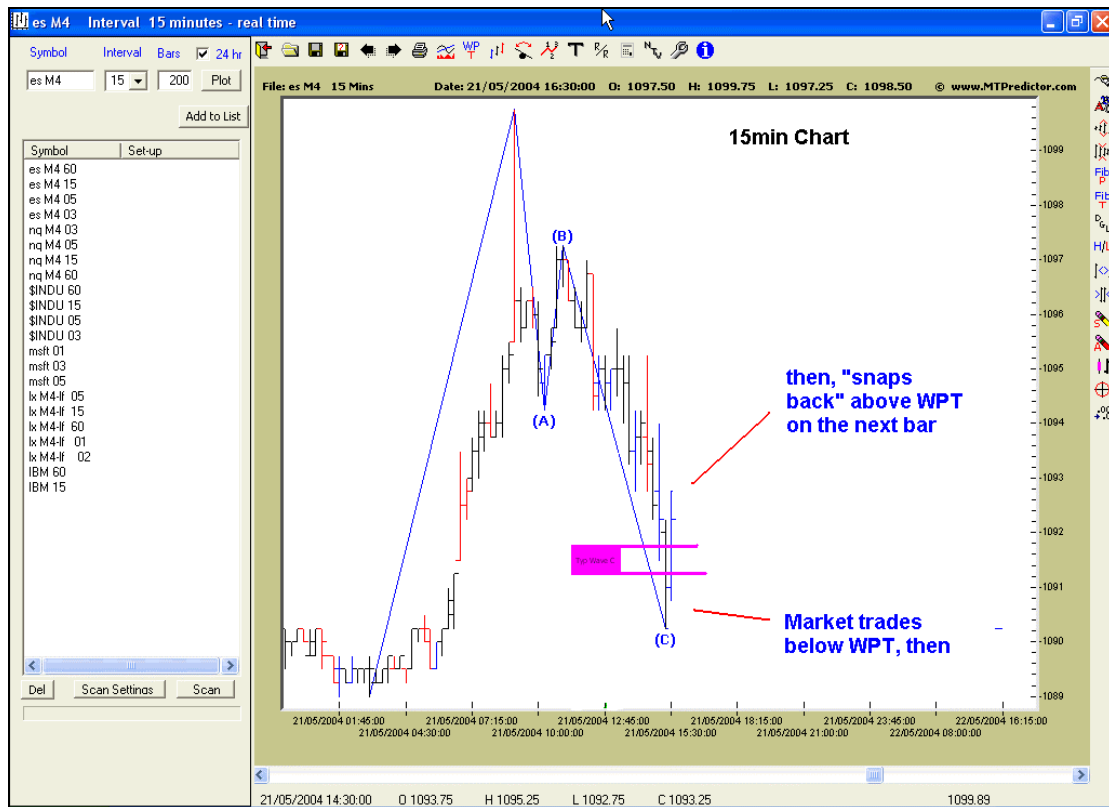 es M4 Interval 15 minutes - real time
Symbol Interval Bars 24 hr
es M4 15 200 Plot
Add to List
Symbol Set-up
es M4 60
es M4 15
es M4 05
es M4 03
nq M4 03
nq M4 05
nq M4 15
nq M4 60
$INDU 60
$INDU 15
$INDU 05
$INDU 03
msft 01
msft 03
msft 05
lx M4-lf 05
lx M4-lf 15
lx M4-lf 60
lx M4-lf 01
lx M4-lf 02
IBM 60
IBM 15
Del Scan Settings Scan
WP
T
R/R
File: es M4 15 Mins Date: 21/05/2004 16:30:00 O: 1097.50 H: 1099.75 L: 1097.25 C: 1098.50 © www.MTPredictor.com
15min Chart
(B)
(A)
(C)
then, "snaps
back" above WPT
on the next bar
Typ Wave C
Market trades
below WPT, then
1099
1098
1097
1096
1095
1094
1093
1092
1091
1090
1089
Fib
P
Fib
T
H/L
21/05/2004 01:45:00 21/05/2004 07:15:00 21/05/2004 12:45:00 21/05/2004 18:15:00 21/05/2004 23:45:00 22/05/2004 16:15:00
21/05/2004 04:30:00 21/05/2004 10:00:00 21/05/2004 15:30:00 21/05/2004 21:00:00 22/05/2004 08:00:00
21/05/2004 14:30:00 O 1093.75 H 1095.25 L 1092.75 C 1093.25 1099.89